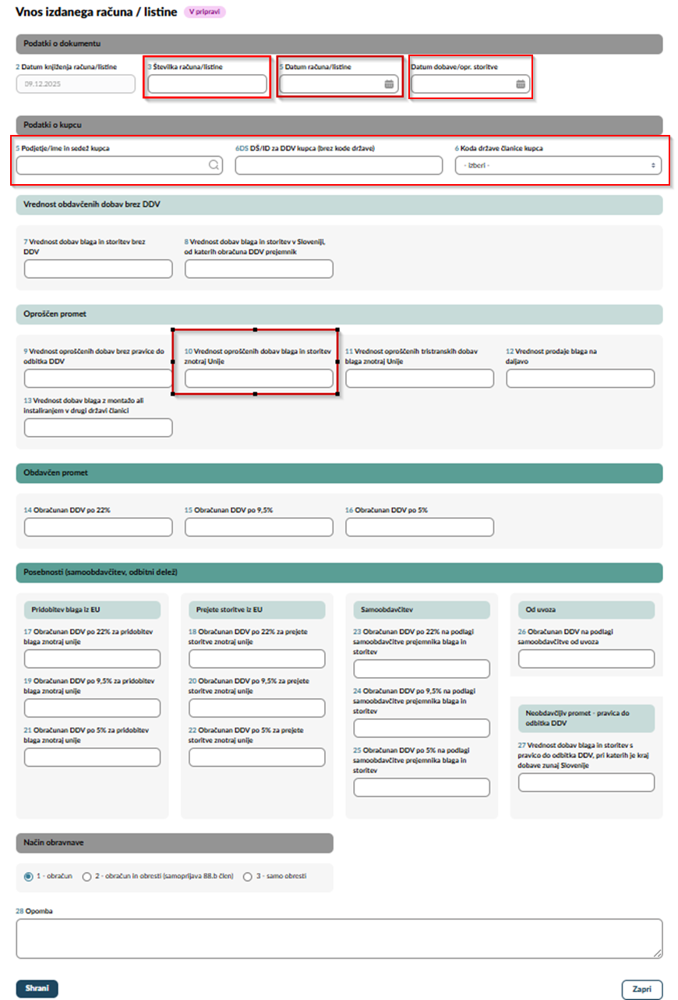 Vnos izdanega računa / listine V pripravi
Podatki o dokumentu
2 Datum knjiženja računa/listine
3 Številka računa/listine
5 Datum računa/listine
Datum dobave/opr. storitve
09.12.2025
Podatki o kupcu
5 Podjetje/ime in sedež kupca
6DS DŠ/ID za DDV kupca (brez kode države)
6 Koda države članice kupca
- izberi -
Vrednost obdavčenih dobav brez DDV
7 Vrednost dobav blaga in storitev brez
DDV
8 Vrednost dobav blaga in storitev v Sloveniji,
od katerih obračuna DDV prejemnik
Oproščen promet
9 Vrednost oproščenih dobav brez pravice do
odbitka DDV
10 Vrednost oproščenih dobav blaga in storitev
znotraj Unije
11 Vrednost oproščenih tristranskih dobav
blaga znotraj Unije
12 Vrednost prodaje blaga na
daljavo
13 Vrednost dobav blaga z montažo ali
instaliranjem v drugi državi članici
Obdavčen promet
14 Obračunan DDV po 22%
15 Obračunan DDV po 9,5%
16 Obračunan DDV po 5%
Posebnosti (samoobdavčitev, odbitni delež)
Pridobitev blaga iz EU
17 Obračunan DDV po 22% za pridobitev
blaga znotraj unije
19 Obračunan DDV po 9,5% za pridobitev
blaga znotraj unije
21 Obračunan DDV po 5% za pridobitev
blaga znotraj unije
Prejete storitve iz EU
18 Obračunan DDV po 22% za prejete
storitve znotraj unije
20 Obračunan DDV po 9,5% za prejete
storitve znotraj unije
22 Obračunan DDV po 5% za prejete
storitve znotraj unije
Samoobdavčitev
23 Obračunan DDV po 22% na podlagi
samoobdavčitve prejemnika blaga in
storitev
24 Obračunan DDV po 9,5% na podlagi
samoobdavčitve prejemnika blaga in
storitev
25 Obračunan DDV po 5% na podlagi
samoobdavčitve prejemnika blaga in
storitev
Od uvoza
26 Obračunan DDV na podlagi
samoobdavčitve od uvoza
Neobdavčljiv promet - pravica do
odbitka DDV
27 Vrednost dobav blaga in storitev s
pravico do odbitka DDV, pri katerih je kraj
dobave zunaj Slovenije
Način obravnave
1 - obračun 2 - obračun in obresti (samoprijava 88.b člen) 3 - samo obresti
28 Opomba
Shrani
Zapri